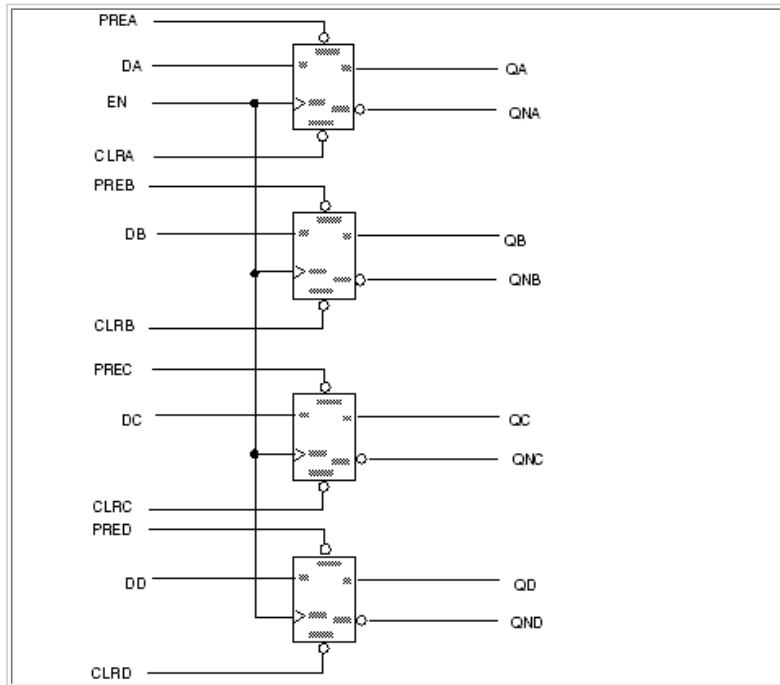 PREA
DA QA
EN QNA
CLRA
PREB
DB QB
QNB
CLRB
PREC
DC QC
QNC
CLRC
PRED
DD QD
QND
CLRD